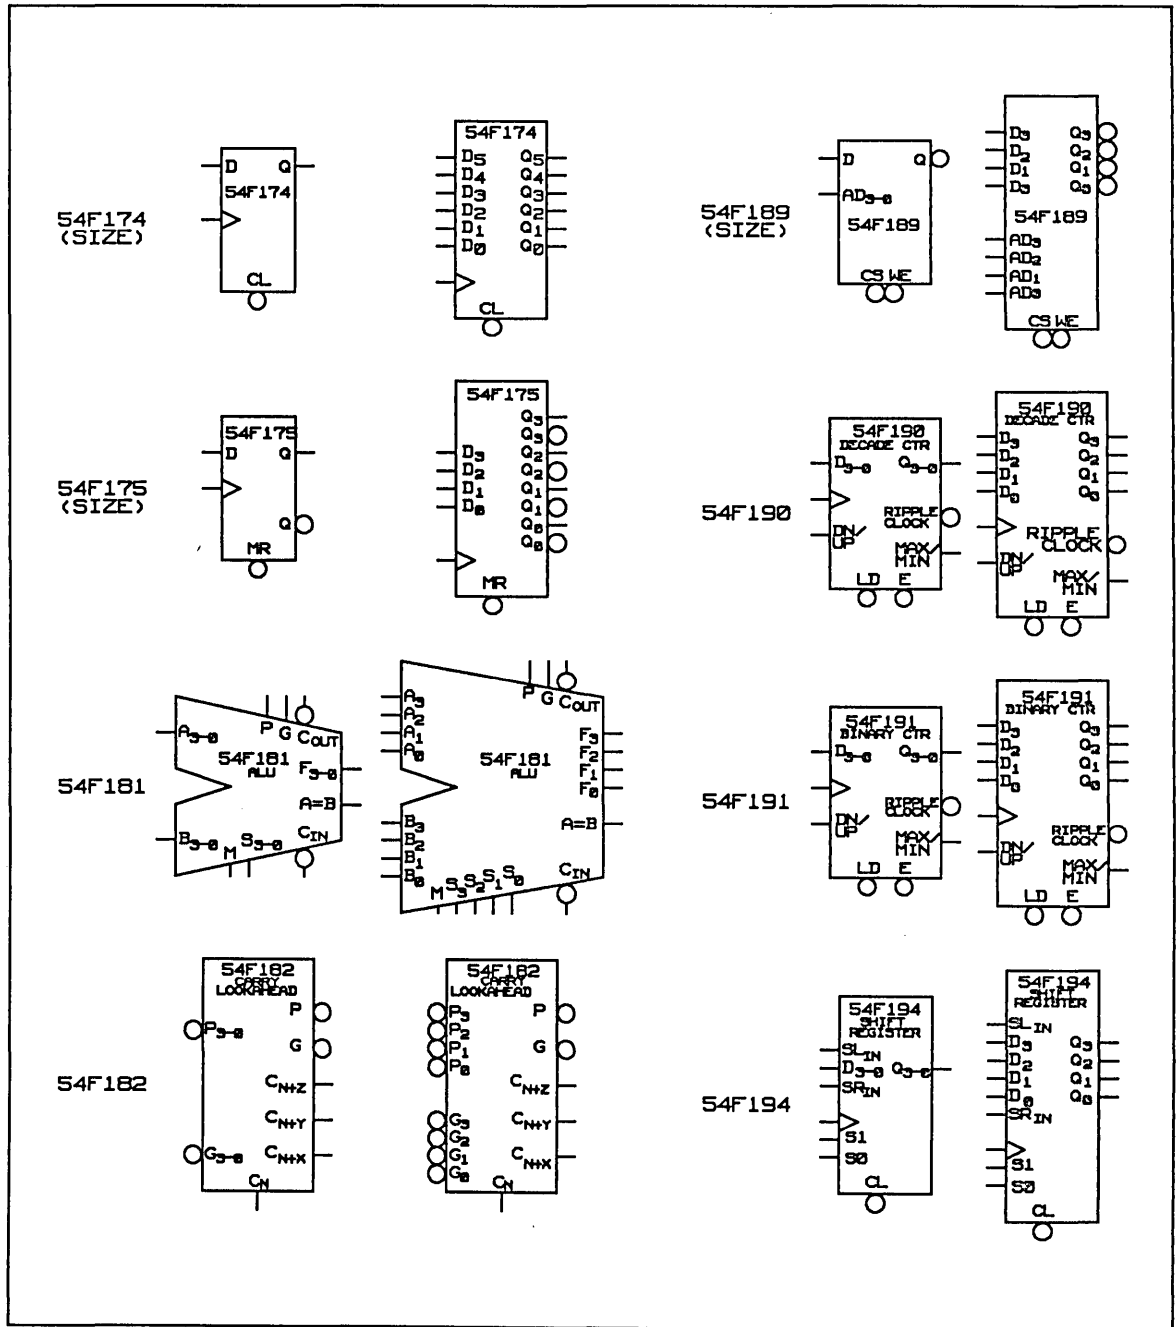 54F174
(SIZE)
D Q
54F174
CL
54F174
D5 Q5
D4 Q4
D3 Q3
D2 Q2
D1 Q1
D0 Q0
CL
54F189
(SIZE)
D Q
AD3-0
54F189
CS WE
D3 Q3
D2 Q2
D1 Q1
D3 Q3
54F189
AD3
AD2
AD1
AD3
CS WE
54F175
(SIZE)
54F175
D Q
Q
MR
54F175
Q3
Q3
D3 Q2
D2 Q2
D1 Q1
D0 Q1
Q0
Q0
MR
54F190
54F190
DECADE CTR
D3-0 Q3-0
RIPPLE
CLOCK
DN/
UP
MAX/
MIN
LD E
54F190
DECADE CTR
D3 Q3
D2 Q2
D1 Q1
D0 Q0
RIPPLE
CLOCK
DN/
UP
MAX/
MIN
LD E
54F181
P G COUT
A3-0
54F181
ALU
F3-0
A=B
B3-0 S3-0 CIN
M
P G COUT
A3
A2
A1
A0
54F181
ALU
F3
F2
F1
F0
A=B
B3
B2
B1
B0
M S3 S2 S1 S0 CIN
54F191
54F191
BINARY CTR
D3-0 Q3-0
RIPPLE
CLOCK
DN/
UP
MAX/
MIN
LD E
54F191
BINARY CTR
D3 Q3
D2 Q2
D1 Q1
D0 Q0
RIPPLE
CLOCK
DN/
UP
MAX/
MIN
LD E
54F182
54F182
CARRY
LOOKAHEAD
P
P3-0
G
CN+Z
CN+Y
G3-0 CN+X
CN
54F182
CARRY
LOOKAHEAD
P3 P
P2
P1 G
P0
CN+Z
G3 CN+Y
G2
G1 CN+X
G0
CN
54F194
54F194
SHIFT
REGISTER
SLIN
D3-0 Q3-0
SRIN
S1
S0
CL
54F194
SHIFT
REGISTER
SLIN
D3 Q3
D2 Q2
D1 Q1
D0 Q0
SRIN
S1
S0
CL